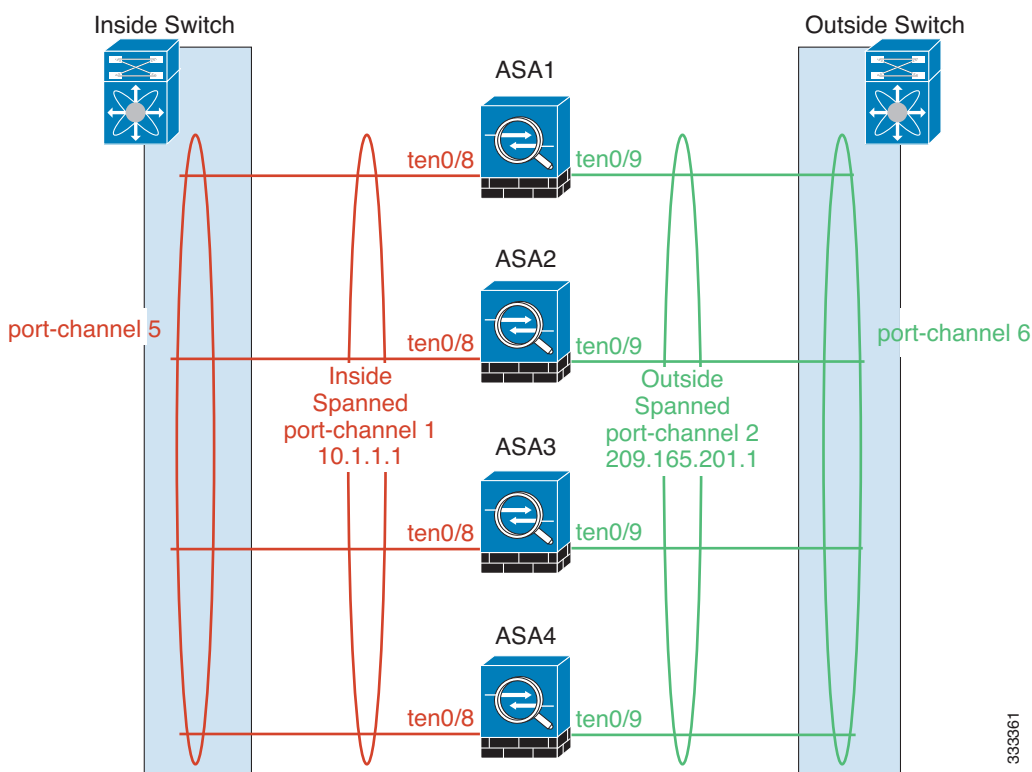 Inside Switch
Outside Switch
ASA1
ten0/8
ten0/9
ASA2
port-channel 5
port-channel 6
ten0/8
ten0/9
Inside
Spanned
port-channel 1
10.1.1.1
Outside
Spanned
port-channel 2
209.165.201.1
ASA3
ten0/8
ten0/9
ASA4
ten0/8
ten0/9
333361